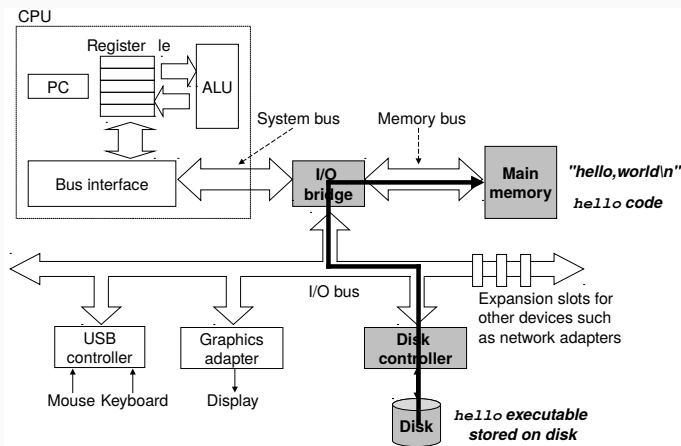 CPU
Register le
PC
ALU
System bus
Memory bus
Bus interface
I/O
bridge
Main
memory
"hello,world\n"
hello code
I/O bus
Expansion slots for
other devices such
as network adapters
USB
controller
Graphics
adapter
Disk
controller
Mouse Keyboard
Display
Disk
hello executable
stored on disk